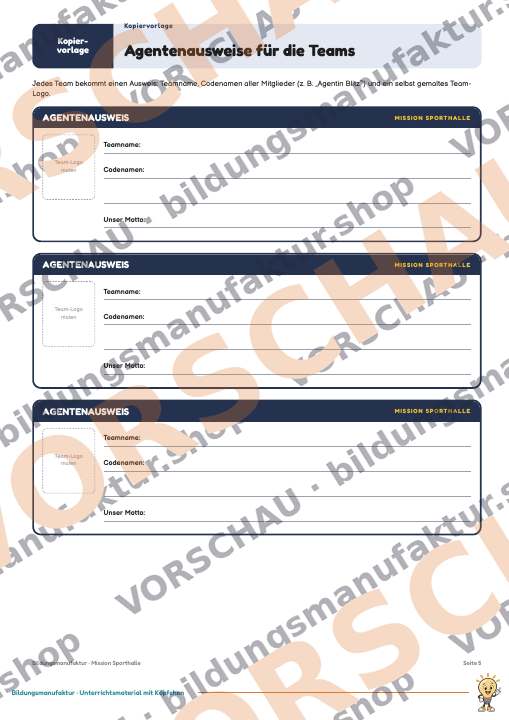 Kopiervorlage
Kopier-
vorlage
Agentenausweise für die Teams
Jedes Team bekommt einen Ausweis: Teamname, Codenamen aller Mitglieder (z. B. „Agentin Blitz“) und ein selbst gemaltes Team-
Logo.
AGENTENAUSWEIS MISSION SPORTHALLE
Team-Logo
malen
Teamname:
Codenamen:
Unser Motto:
AGENTENAUSWEIS MISSION SPORTHALLE
Team-Logo
malen
Teamname:
Codenamen:
Unser Motto:
AGENTENAUSWEIS MISSION SPORTHALLE
Team-Logo
malen
Teamname:
Codenamen:
Unser Motto:
VORSCHAU · bildungsmanufaktur.shop
Bildungsmanufaktur · Mission Sporthalle Seite 5
Bildungsmanufaktur · Unterrichtsmaterial mit Köpfchen